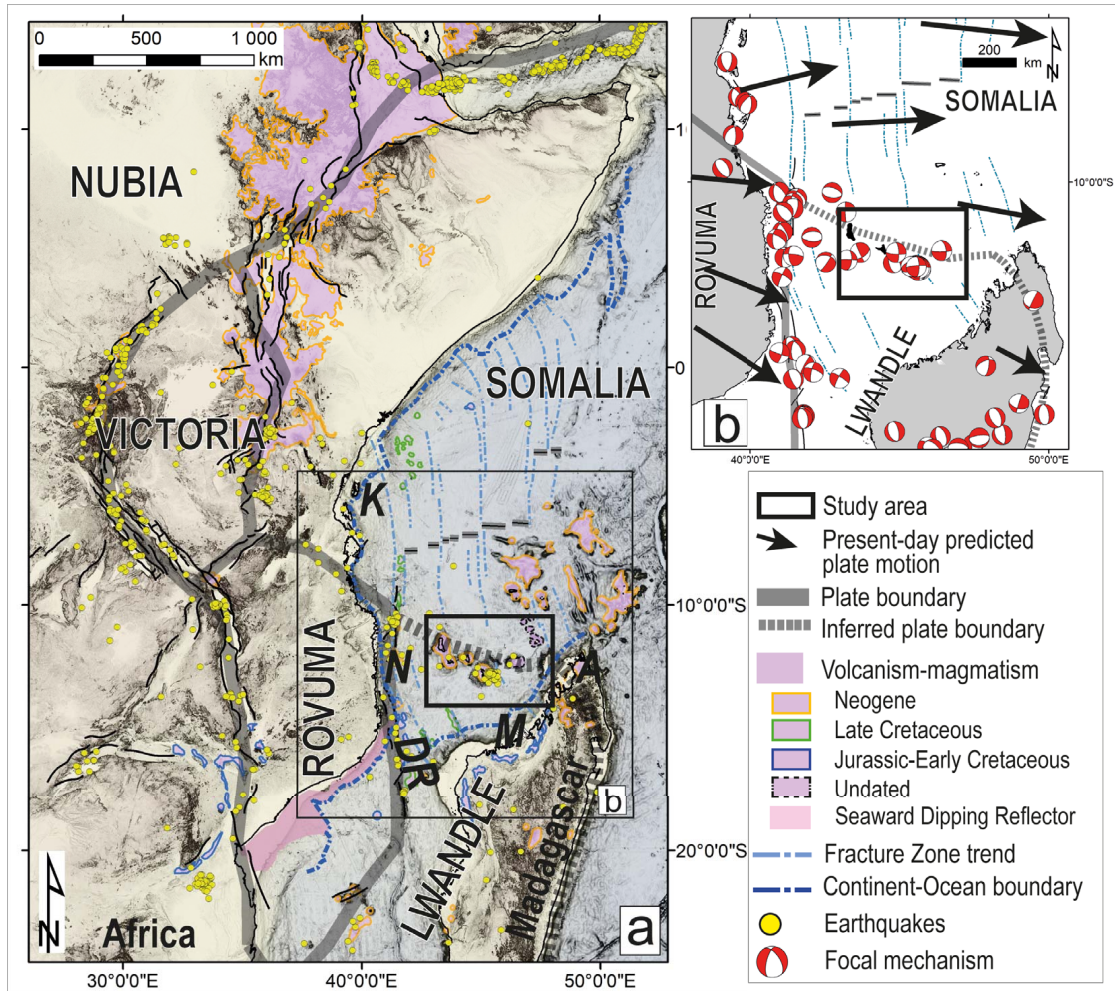 0 500 1 000
km
NUBIA
VICTORIA
SOMALIA
K
ROVUMA
N
A
M
DR
LWANDLE
Madagascar
Africa
b
a
N
30°0'0"E 40°0'0"E 50°0'0"E
0
10°0'0"S
20°0'0"S
200
km
N
SOMALIA
10°0'0"S
ROVUMA
LWANDLE
b
40°0'0"E 50°0'0"E
Study area
Present-day predicted
plate motion
Plate boundary
Inferred plate boundary
Volcanism-magmatism
Neogene
Late Cretaceous
Jurassic-Early Cretaceous
Undated
Seaward Dipping Reflector
Fracture Zone trend
Continent-Ocean boundary
Earthquakes
Focal mechanism